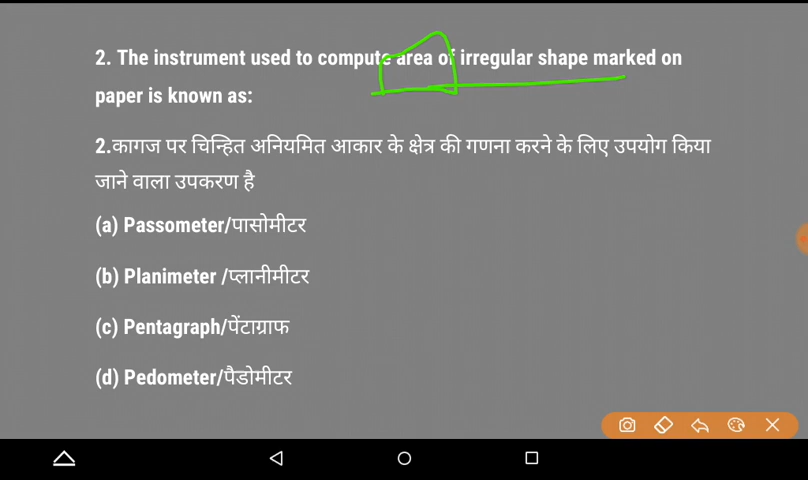 2. The instrument used to compute area of irregular shape marked on
paper is known as:
2.कागज पर चिन्हित अनियमित आकार के क्षेत्र की गणना करने के लिए उपयोग किया
जाने वाला उपकरण है
(a) Passometer/पासोमीटर
(b) Planimeter /प्लानीमीटर
(c) Pentagraph/पेंटाग्राफ
(d) Pedometer/पैडोमीटर